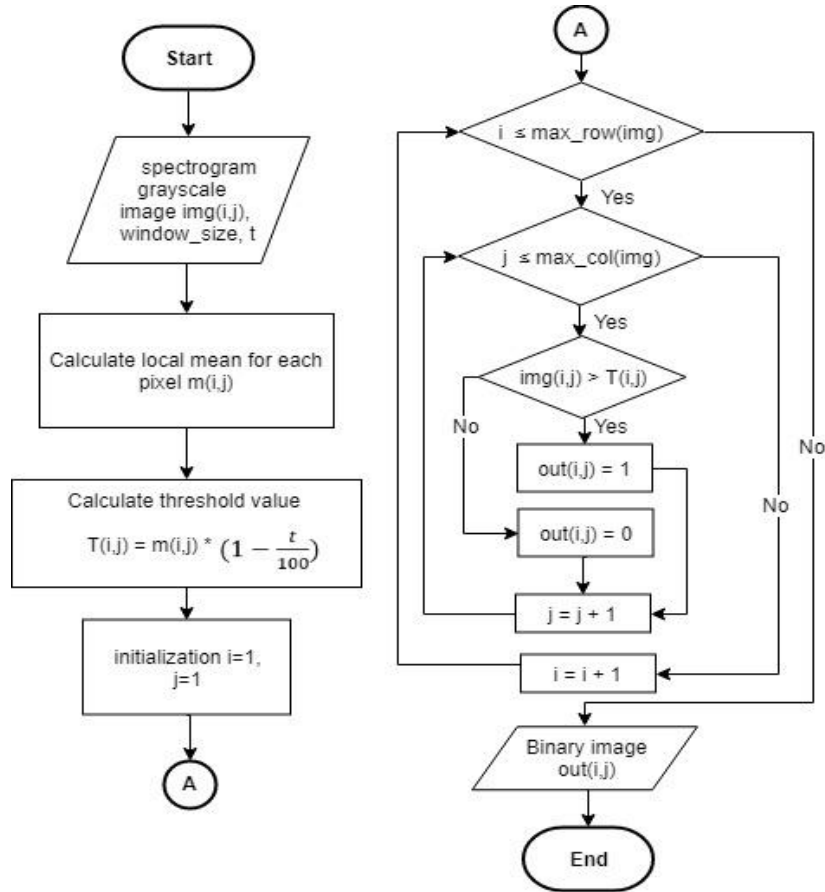 Start
spectrogram
grayscale
image img(i,j),
window_size, t
Calculate local mean for each
pixel m(i,j)
Calculate threshold value
T(i,j) = m(i,j) * (1 − t/100)
initialization i=1,
j=1
A
A
i ≤ max_row(img)
Yes
j ≤ max_col(img)
Yes
img(i,j) > T(i,j)
No
Yes
No
out(i,j) = 1
No
out(i,j) = 0
j = j + 1
i = i + 1
Binary image
out(i,j)
End